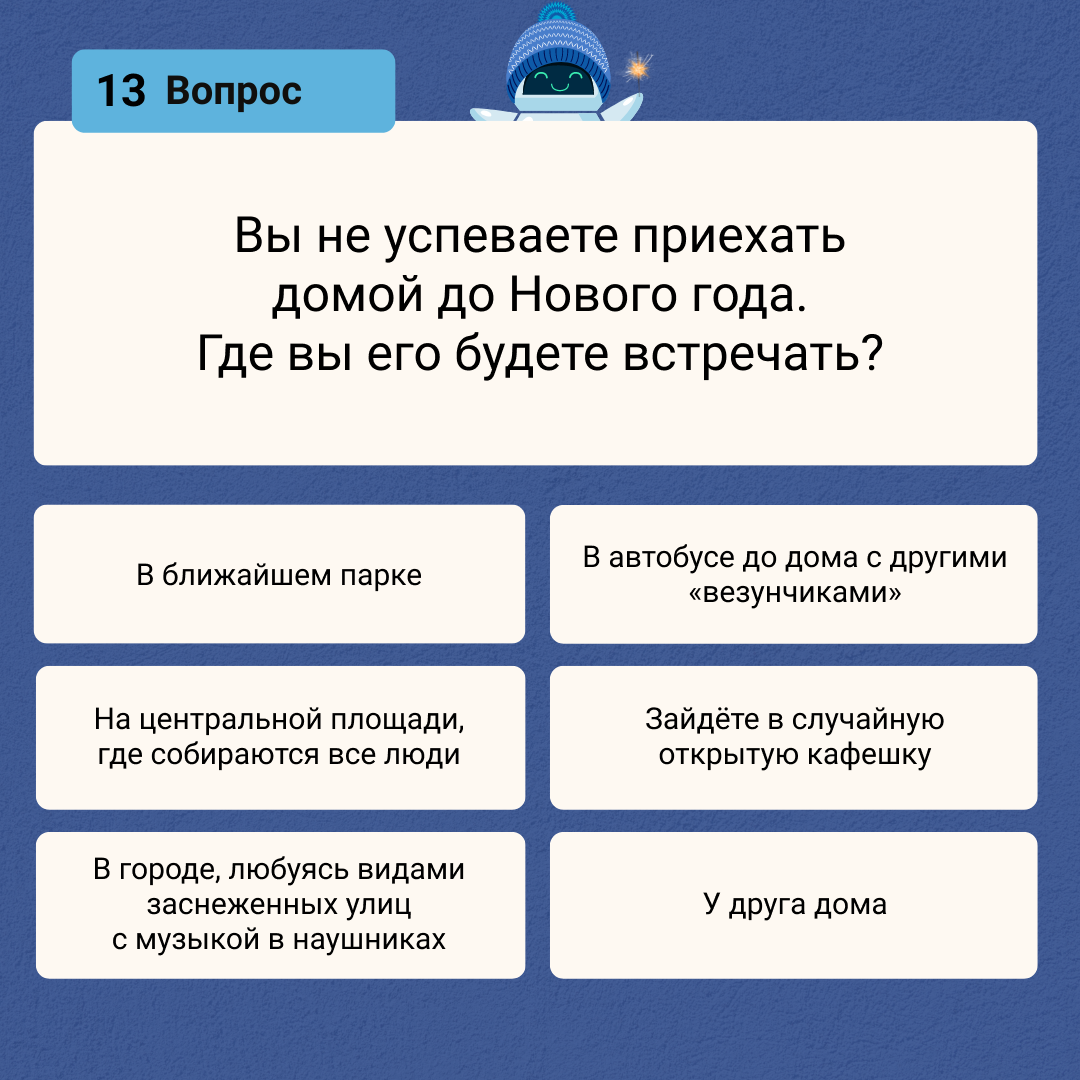 13 Вопрос
Вы не успеваете приехать
домой до Нового года.
Где вы его будете встречать?
В ближайшем парке
В автобусе до дома с другими
«везунчиками»
На центральной площади,
где собираются все люди
Зайдёте в случайную
открытую кафешку
В городе, любуясь видами
заснеженных улиц
с музыкой в наушниках
У друга дома